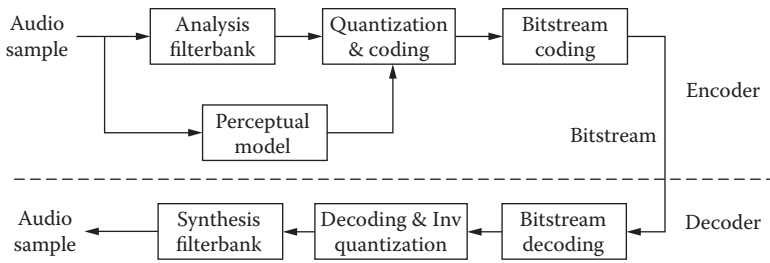 Audio
sample
Analysis
filterbank
Quantization
& coding
Bitstream
coding
Perceptual
model
Encoder
Bitstream
Audio
sample
Synthesis
filterbank
Decoding & Inv
quantization
Bitstream
decoding
Decoder